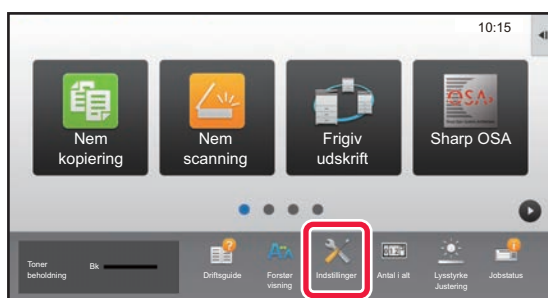 10:15
Nem
kopiering
Nem
scanning
Frigiv
udskrift
OSA
Sharp OSA
Toner
beholdning
Bk
Driftsguide
Forstør
visning
Indstillinger
Antal i alt
Lysstyrke
Justering
Jobstatus